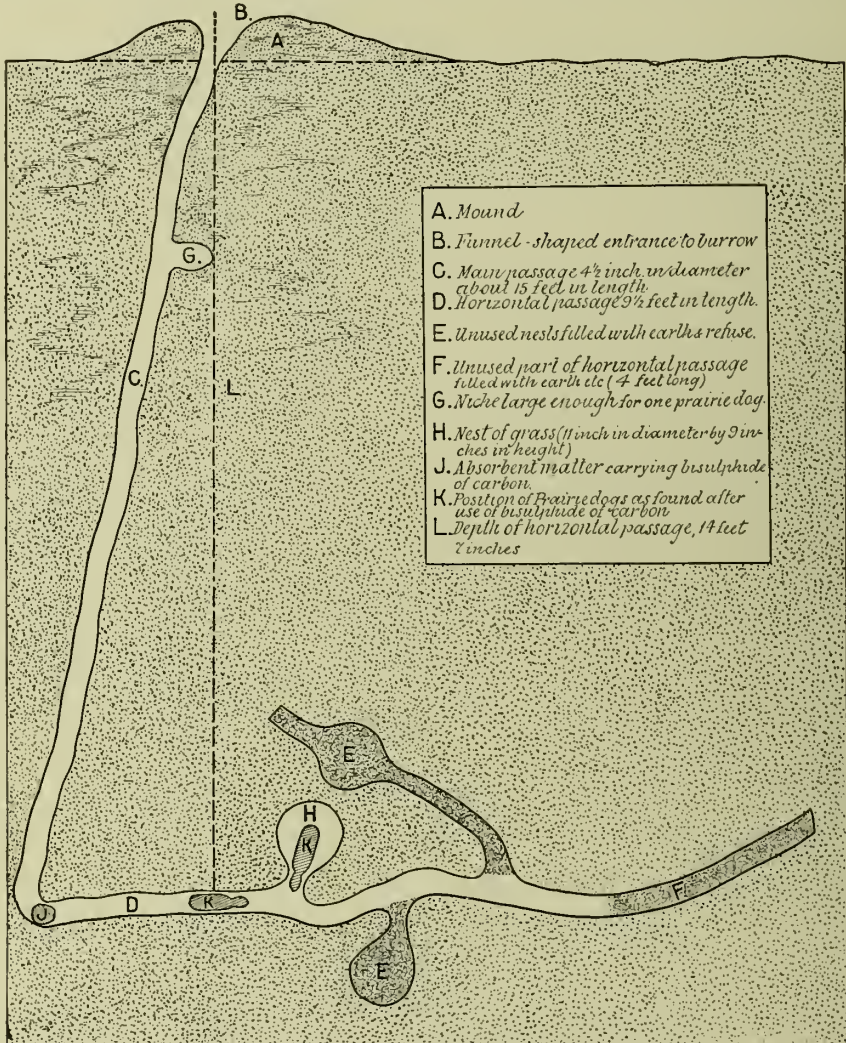 B.
A
G.
C.
L.
E
H
K
D
K
J
F.
E
A. Mound
B. Funnel-shaped entrance to burrow
C. Main passage 4½ inch. in diameter
about 15 feet in length.
D. Horizontal passage 9½ feet in length.
E. Unused nests filled with earth & refuse.
F. Unused part of horizontal passage
filled with earth etc (4 feet long)
G. Niche large enough for one prairie dog.
H. Nest of grass (11 inch in diameter by 9 in-
ches in height)
J. Absorbent matter carrying bisulphide
of carbon.
K. Position of Prairie dogs as found after
use of bisulphide of carbon
L. Depth of horizontal passage, 14 feet
7 inches